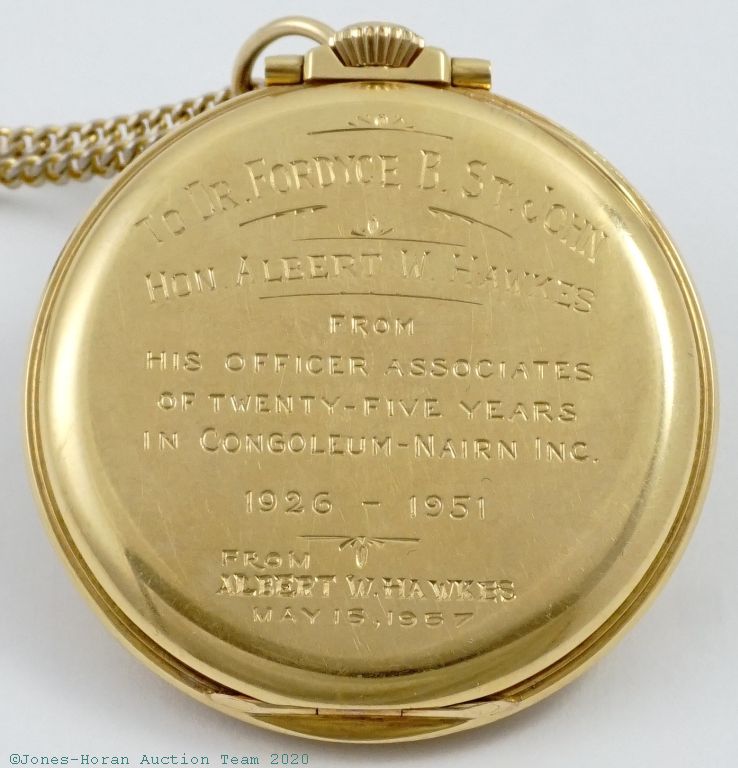 TO DR. FORDYCE B. ST. JOHN
HON. ALBERT W. HAWKES
FROM
HIS OFFICER ASSOCIATES
OF TWENTY-FIVE YEARS
IN CONGOLEUM-NAIRN INC.
1926 - 1951
FROM
ALBERT W. HAWKES
MAY 15, 1957
©Jones-Horan Auction Team 2020